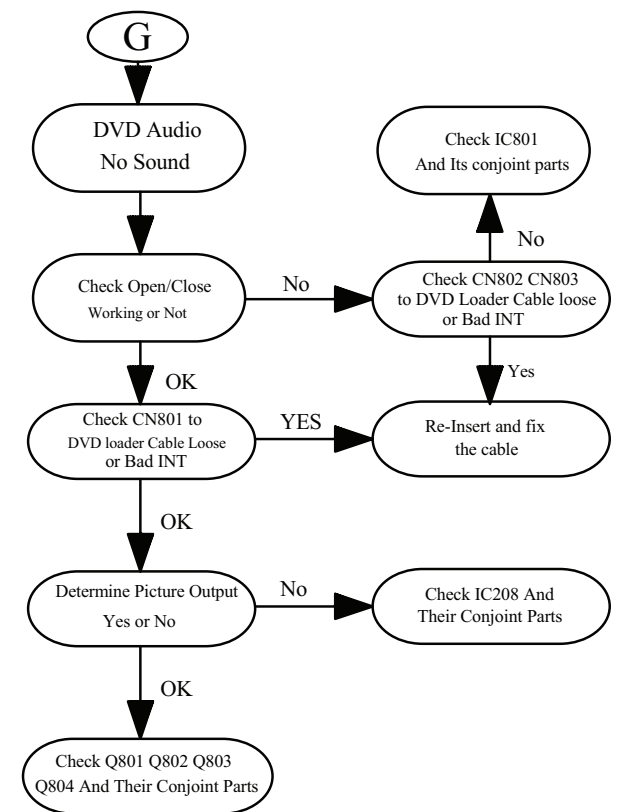 G
DVD Audio
No Sound
Check Open/Close
Working or Not
No
Check CN802 CN803
to DVD Loader Cable loose
or Bad INT
No
Check IC801
And Its conjoint parts
Yes
OK
Check CN801 to
DVD loader Cable Loose
or Bad INT
YES
Re-Insert and fix
the cable
OK
Determine Picture Output
Yes or No
No
Check IC208 And
Their Conjoint Parts
OK
Check Q801 Q802 Q803
Q804 And Their Conjoint Parts